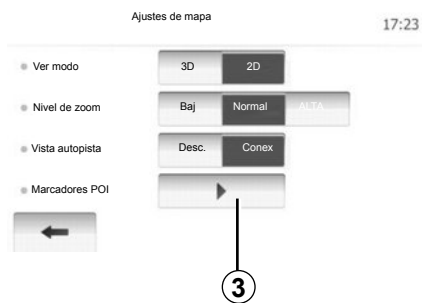 Ajustes de mapa
17:23
Ver modo 3D 2D
Nivel de zoom Baj Normal ALTA
Vista autopista Desc. Conex
Marcadores POI
3